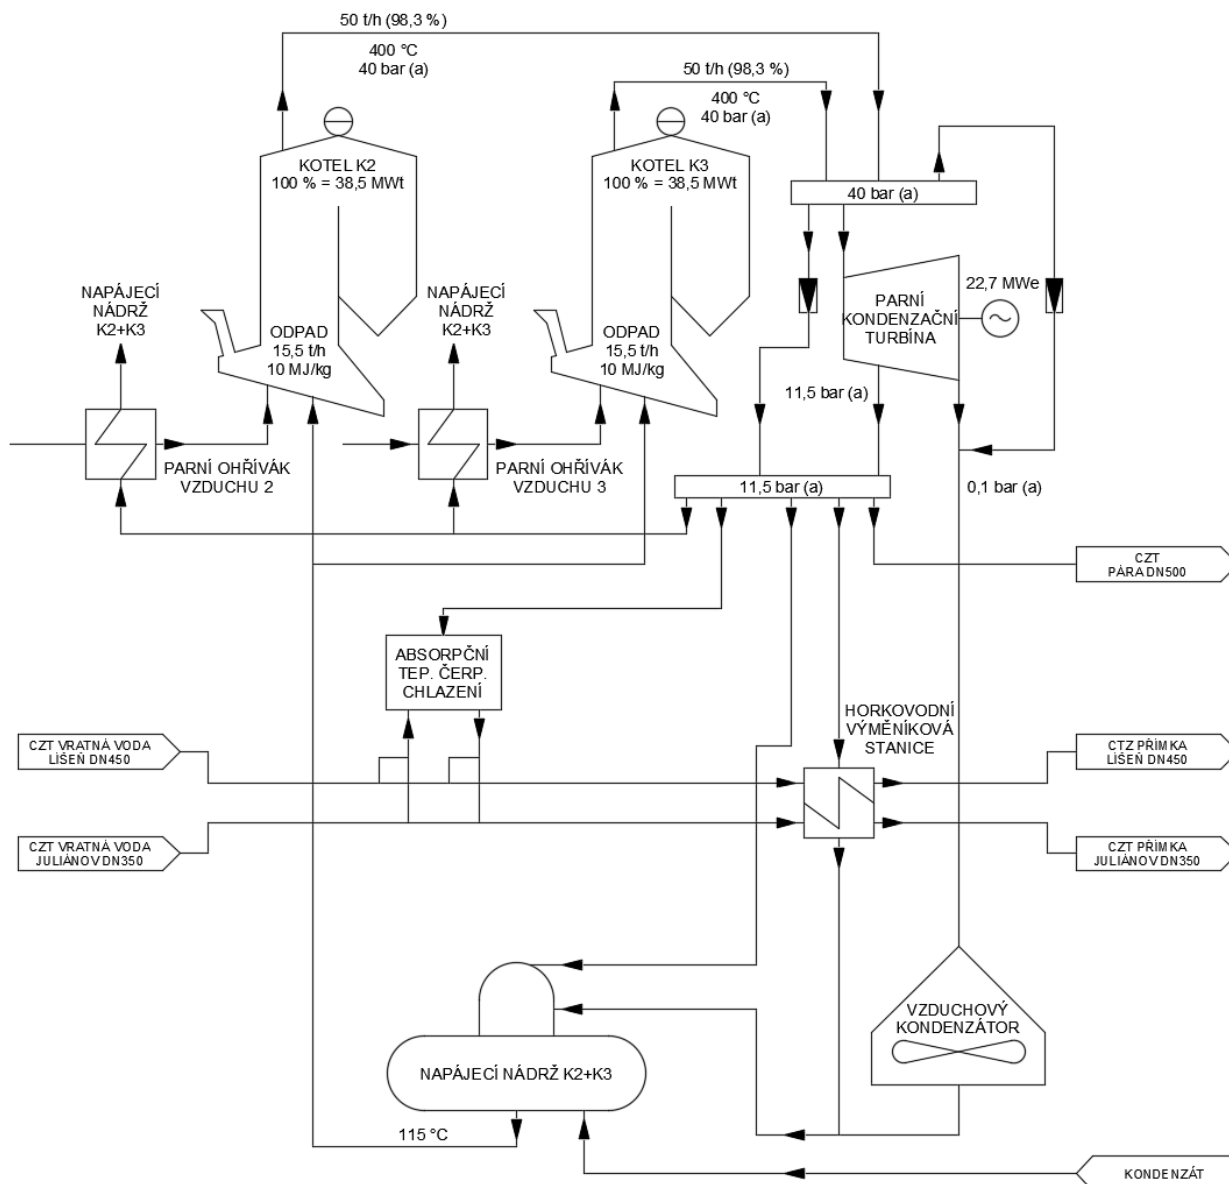 50 t/h (98,3 %)
400 °C
40 bar (a)
50 t/h (98,3 %)
400 °C
40 bar (a)
KOTEL K2
100 % = 38,5 MWt
KOTEL K3
100 % = 38,5 MWt
40 bar (a)
NAPÁJECÍ
NÁDRŽ
K2+K3
NAPÁJECÍ
NÁDRŽ
K2+K3
22,7 MWe
PARNÍ
KONDENZAČNÍ
TURBÍNA
ODPAD
15,5 t/h
10 MJ/kg
ODPAD
15,5 t/h
10 MJ/kg
11,5 bar (a)
PARNÍ OHŘÍVÁK
VZDUCHU 2
PARNÍ OHŘÍVÁK
VZDUCHU 3
11,5 bar (a)
0,1 bar (a)
CZT
PÁRA DN500
ABSORPČNÍ
TEP. ČERP.
CHLAZENÍ
HORKOVODNÍ
VÝMĚNÍKOVÁ
STANICE
CZT VRATNÁ VODA
LÍŠEŇ DN450
CTZ PŘÍMKA
LÍŠEŇ DN450
CZT VRATNÁ VODA
JULIÁNOV DN350
CZT PŘÍMKA
JULIÁNOV DN350
VZDUCHOVÝ
KONDENZÁTOR
NAPÁJECÍ NÁDRŽ K2+K3
115 °C
KONDENZÁT